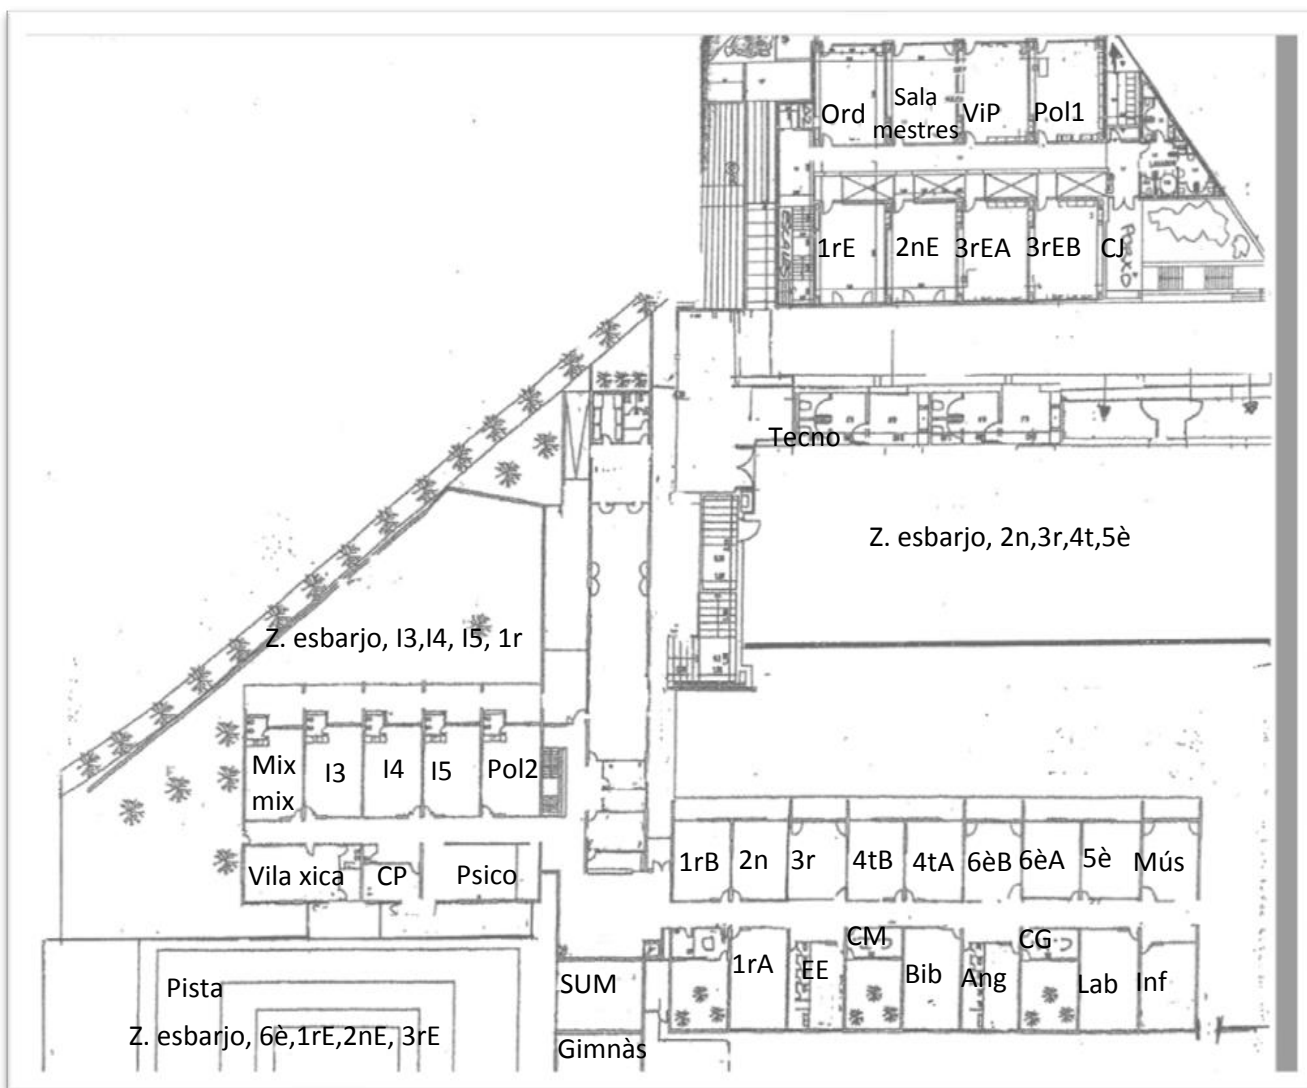 Ord
Sala
mestres
ViP
Pol1
1rE
2nE
3rEA
3rEB
CJ
PORXO
Tecno
Z. esbarjo, 2n,3r,4t,5è
Z. esbarjo, I3,I4, I5, 1r
Mix
mix
I3
I4
I5
Pol2
Vila xica
CP
Psico
1rB
2n
3r
4tB
4tA
6èB
6èA
5è
Mús
1rA
EE
CM
Bib
Ang
CG
Lab
Inf
SUM
Gimnàs
Pista
Z. esbarjo, 6è,1rE,2nE, 3rE